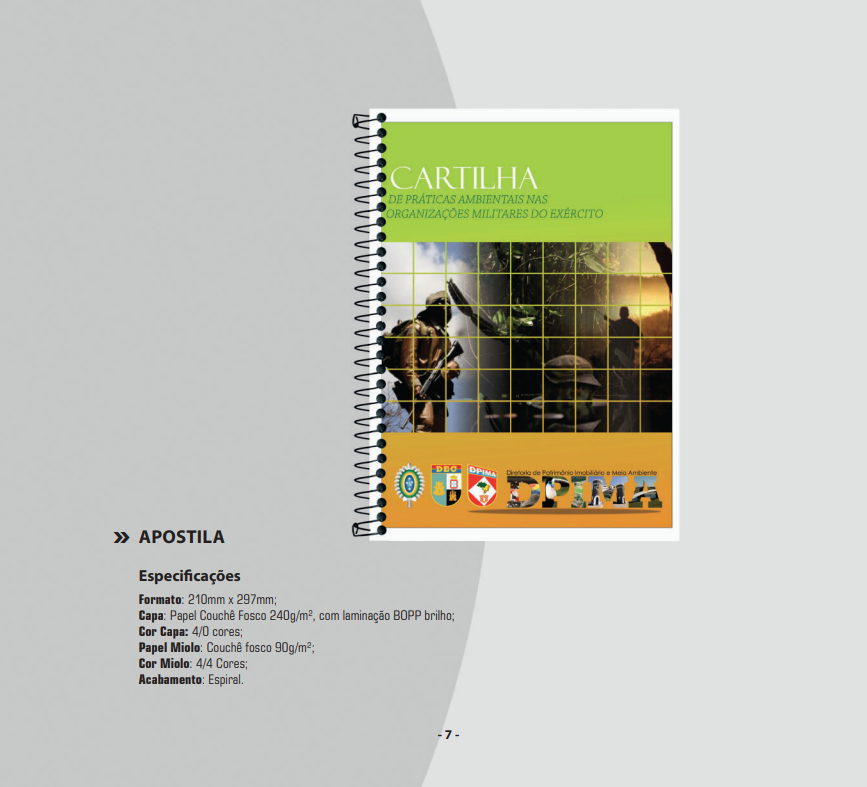 CARTILHA
DE PRÁTICAS AMBIENTAIS NAS
ORGANIZAÇÕES MILITARES DO EXÉRCITO
DEC
DPIMA
Diretoria de Patrimônio Imobiliário e Meio Ambiente
DPIMA
» APOSTILA
Especificações
Formato: 210mm x 297mm;
Capa: Papel Couchê Fosco 240g/m², com laminação BOPP brilho;
Cor Capa: 4/0 cores;
Papel Miolo: Couchê fosco 90g/m²;
Cor Miolo: 4/4 Cores;
Acabamento: Espiral.
- 7 -